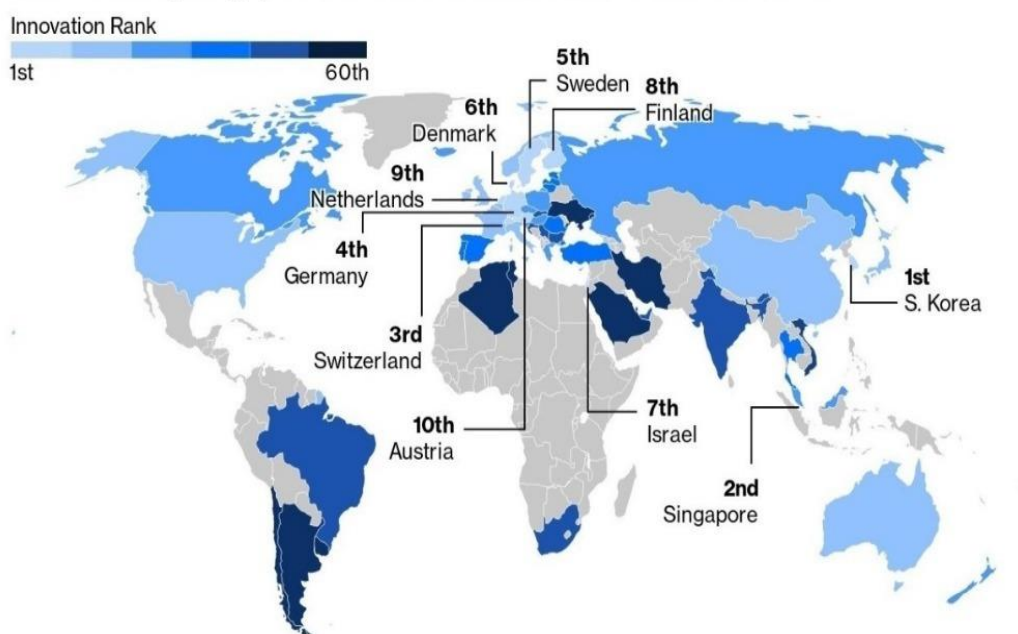 Innovation Rank
1st 60th
5th
Sweden
8th
Finland
6th
Denmark
9th
Netherlands
4th
Germany
3rd
Switzerland
10th
Austria
1st
S. Korea
7th
Israel
2nd
Singapore